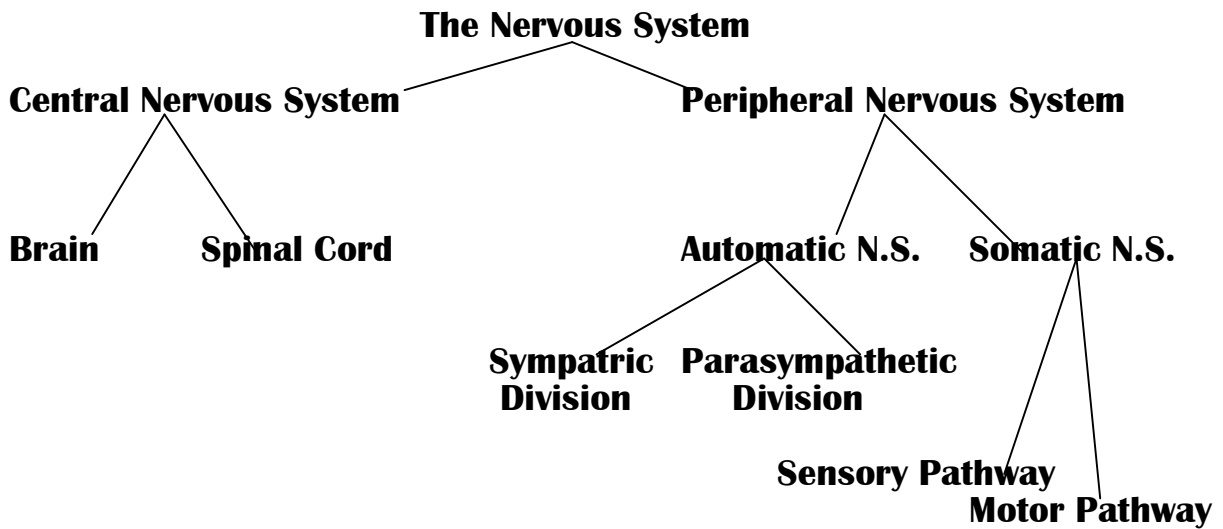 The Nervous System
Central Nervous System
Peripheral Nervous System
Brain
Spinal Cord
Automatic N.S.
Somatic N.S.
Sympatric
Division
Parasympathetic
Division
Sensory Pathway
Motor Pathway